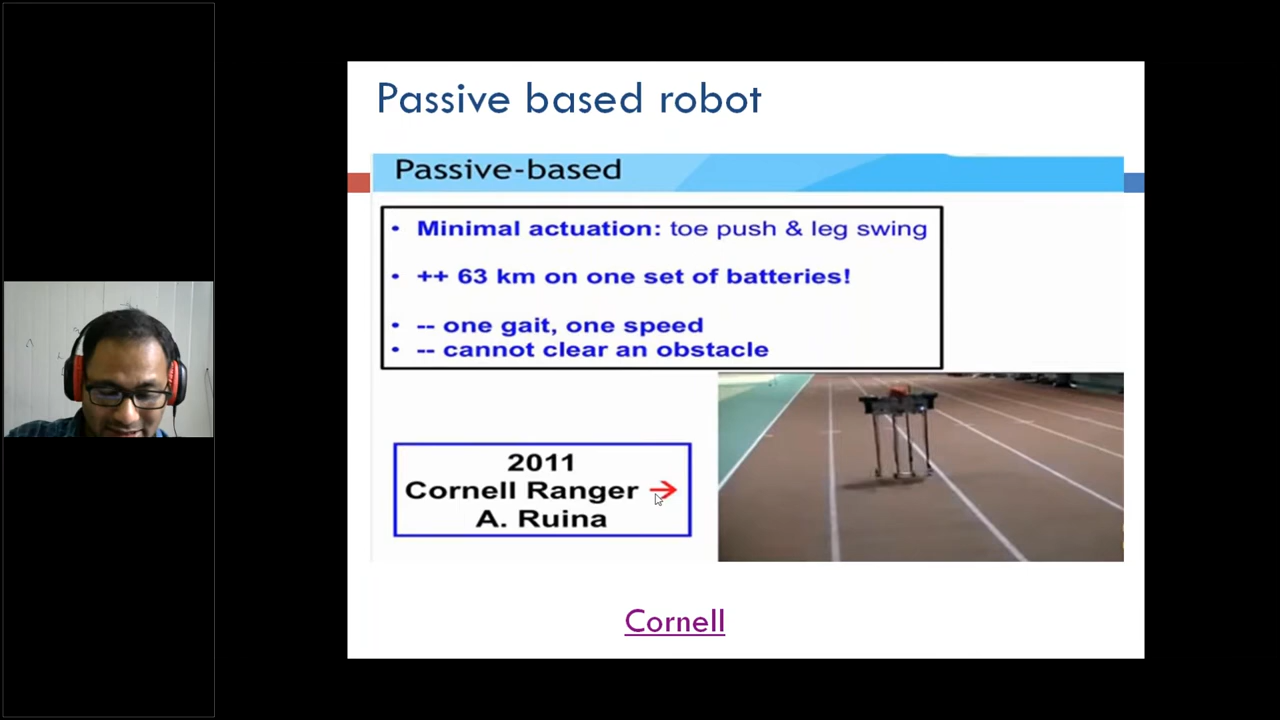 Passive based robot
Passive-based
• Minimal actuation: toe push & leg swing
• ++ 63 km on one set of batteries!
• -- one gait, one speed
• -- cannot clear an obstacle
2011
Cornell Ranger →
A. Ruina
Cornell